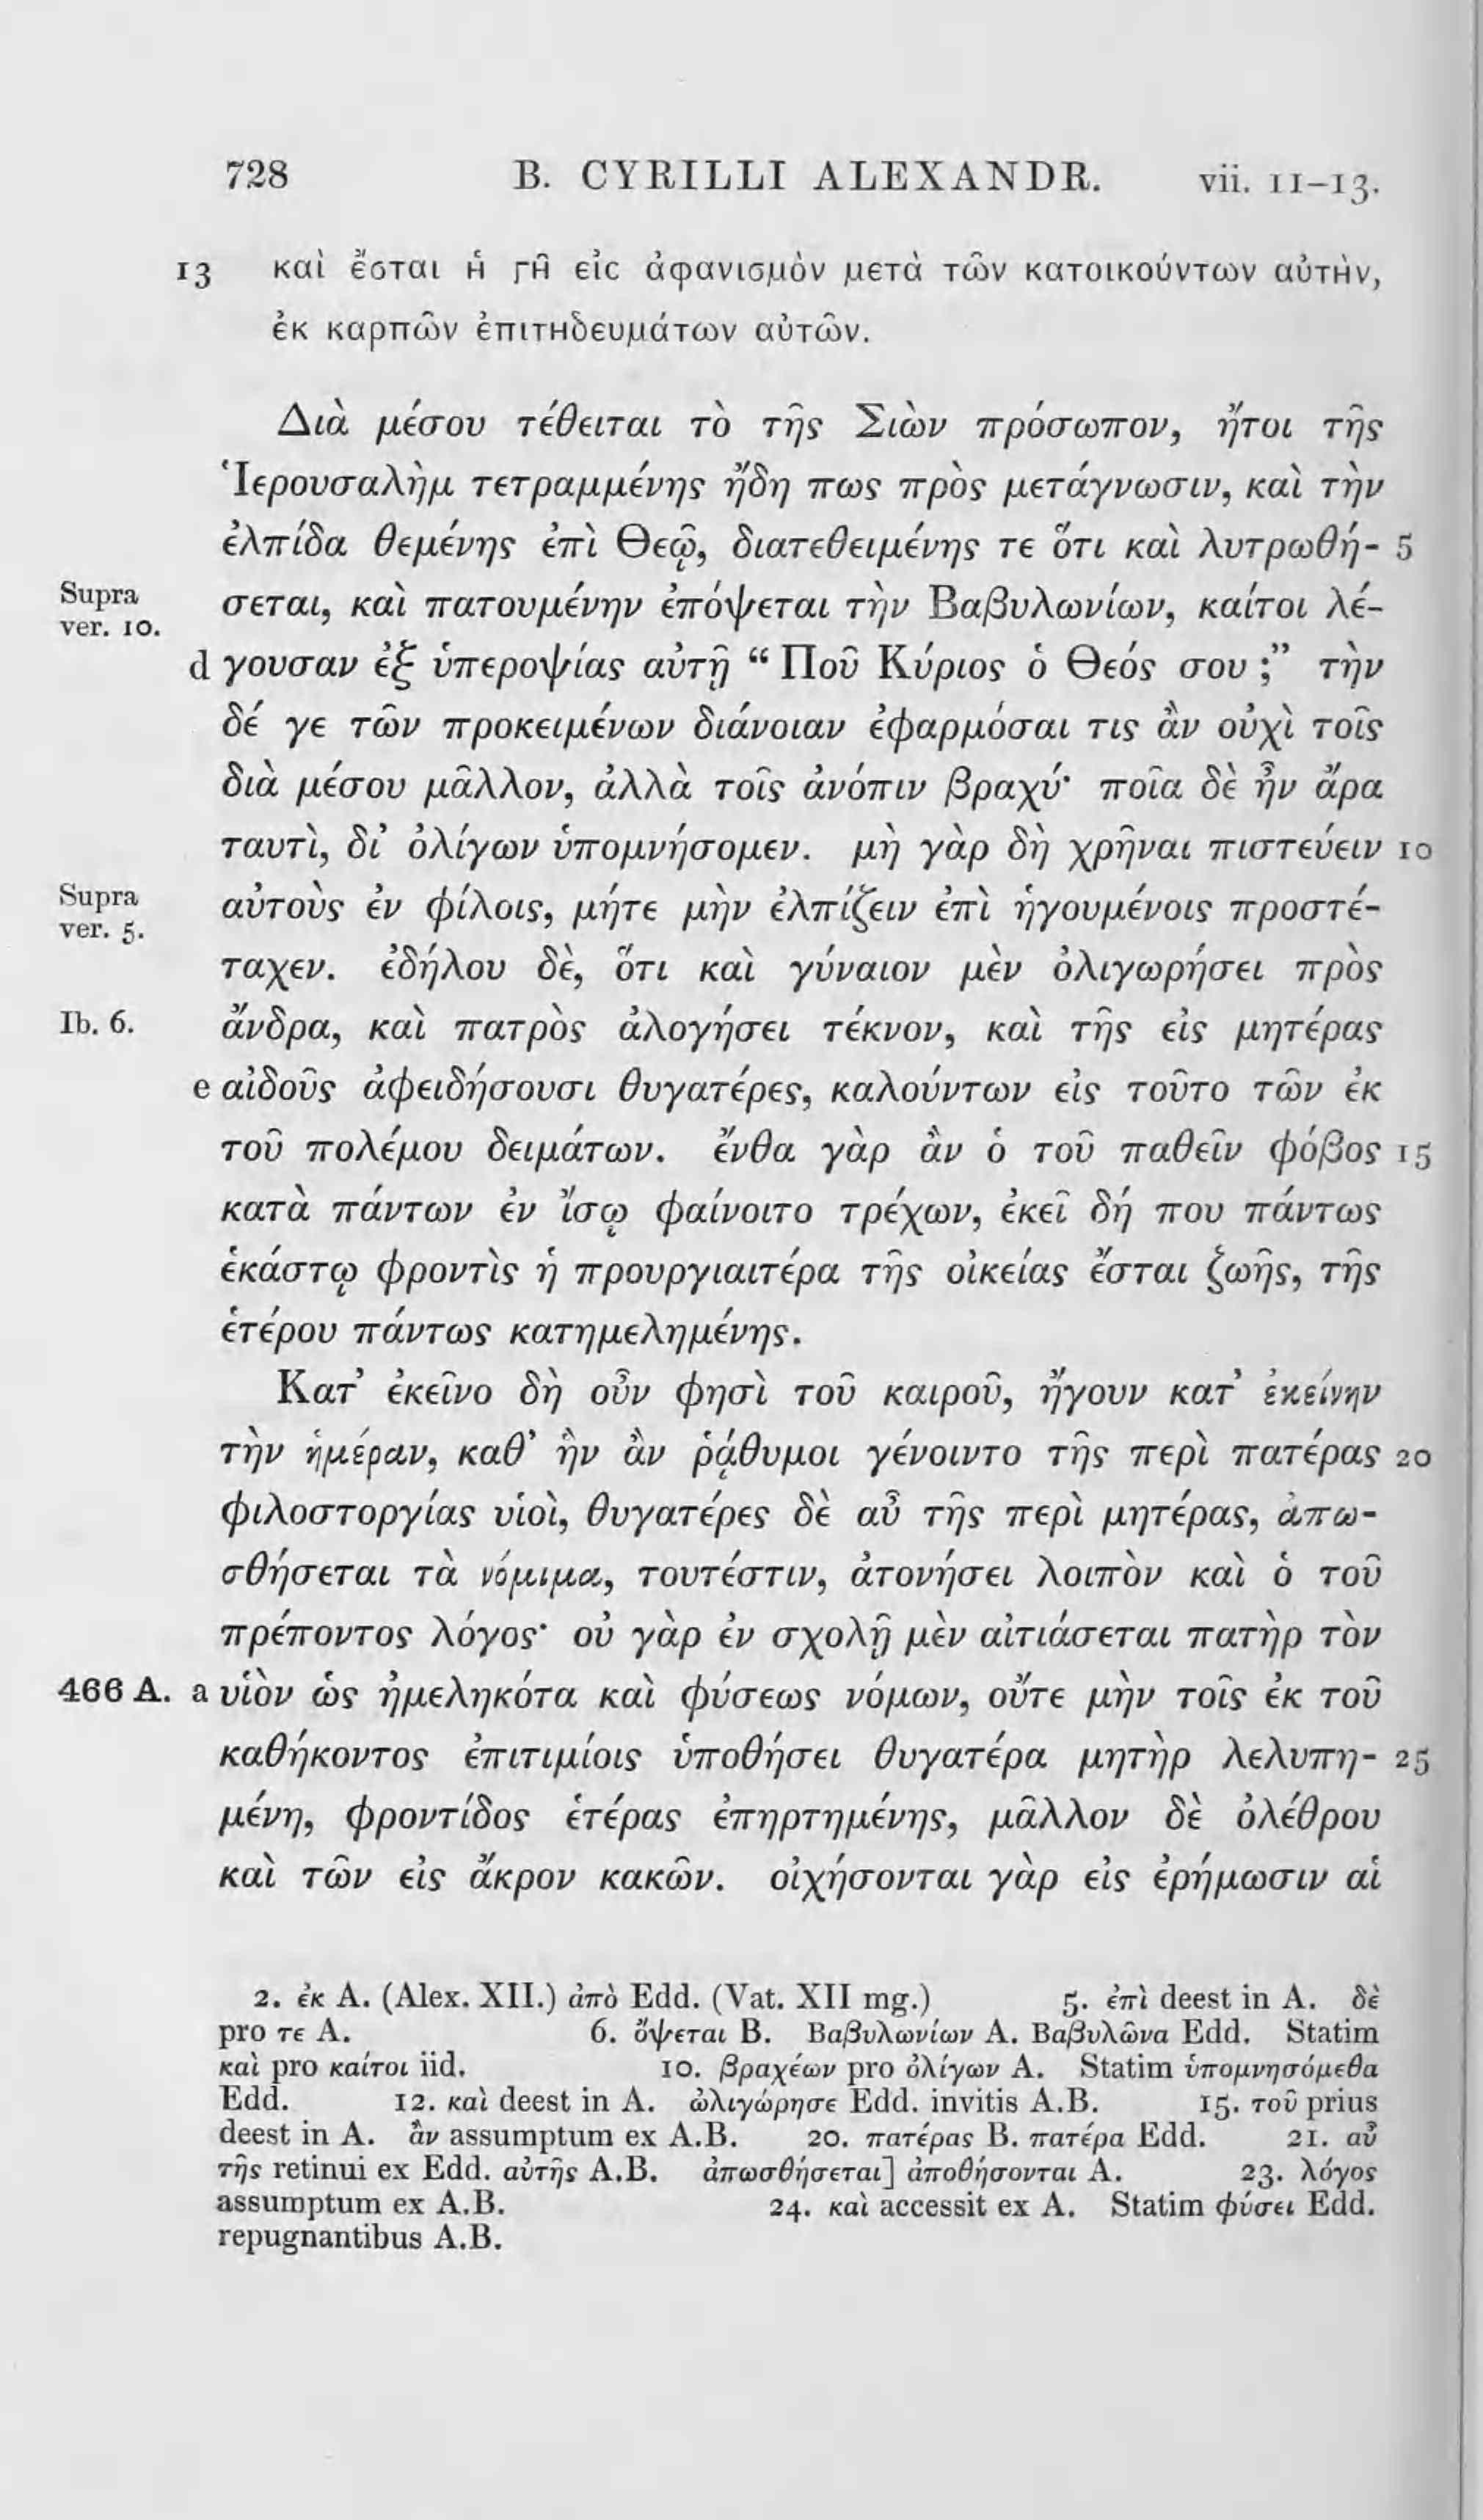 728 B. CYRILLI ALEXANDR. vii. 11–13.
13 καὶ ἔσται ἡ γῆ εἰς ἀφανισμὸν μετὰ τῶν κατοικούντων αὐτὴν,
ἐκ καρπῶν ἐπιτηδευμάτων αὐτῶν.
Διὰ μέσου τέθειται τὸ τῆς Σιὼν πρόσωπον, ἤτοι τῆς
Ἱερουσαλὴμ τετραμμένης ἤδη πως πρὸς μετάγνωσιν, καὶ τὴν
ἐλπίδα θεμένης ἐπὶ Θεῷ, διατεθειμένης τε ὅτι καὶ λυτρωθή- 5
Supra ver. 10. σεται, καὶ πατουμένην ἐπόψεται τὴν Βαβυλωνίων, καίτοι λέ-
d γουσαν ἐξ ὑπεροψίας αὐτῇ “ Ποῦ Κύριος ὁ Θεός σου ;” τὴν
δέ γε τῶν προκειμένων διάνοιαν ἐφαρμόσαι τις ἂν οὐχὶ τοῖς
διὰ μέσου μᾶλλον, ἀλλὰ τοῖς ἀνόπιν βραχύ· ποῖα δὲ ἦν ἄρα
ταυτὶ, δι’ ὀλίγων ὑπομνήσομεν. μὴ γὰρ δὴ χρῆναι πιστεύειν 10
Supra ver. 5. αὐτοὺς ἐν φίλοις, μήτε μὴν ἐλπίζειν ἐπὶ ἡγουμένοις προστέ-
ταχεν. ἐδήλου δὲ, ὅτι καὶ γύναιον μὲν ὀλιγωρήσει πρὸς
Ib. 6. ἄνδρα, καὶ πατρὸς ἀλογήσει τέκνον, καὶ τῆς εἰς μητέρας
e αἰδοῦς ἀφειδήσουσι θυγατέρες, καλούντων εἰς τοῦτο τῶν ἐκ
τοῦ πολέμου δειμάτων. ἔνθα γὰρ ἂν ὁ τοῦ παθεῖν φόβος 15
κατὰ πάντων ἐν ἴσῳ φαίνοιτο τρέχων, ἐκεῖ δή που πάντως
ἑκάστῳ φροντὶς ἡ προυργιαιτέρα τῆς οἰκείας ἔσται ζωῆς, τῆς
ἑτέρου πάντως κατημελημένης.
Κατ’ ἐκεῖνο δὴ οὖν φησὶ τοῦ καιροῦ, ἤγουν κατ’ ἐκείνην
τὴν ἡμέραν, καθ’ ἣν ἂν ῥᾴθυμοι γένοιντο τῆς περὶ πατέρας 20
φιλοστοργίας υἱοὶ, θυγατέρες δὲ αὖ τῆς περὶ μητέρας, ἀπω-
σθήσεται τὰ νόμιμα, τουτέστιν, ἀτονήσει λοιπὸν καὶ ὁ τοῦ
πρέποντος λόγος· οὐ γὰρ ἐν σχολῇ μὲν αἰτιάσεται πατὴρ τὸν
466 A. a υἱὸν ὡς ἠμεληκότα καὶ φύσεως νόμων, οὔτε μὴν τοῖς ἐκ τοῦ
καθήκοντος ἐπιτιμίοις ὑποθήσει θυγατέρα μητὴρ λελυπη- 25
μένη, φροντίδος ἑτέρας ἐπηρτημένης, μᾶλλον δὲ ὀλέθρου
καὶ τῶν εἰς ἄκρον κακῶν. οἰχήσονται γὰρ εἰς ἐρήμωσιν αἱ
2. ἐκ A. (Alex. XII.) ἀπὸ Edd. (Vat. XII mg.) 5. ἐπὶ deest in A. δὲ
pro τε A. 6. ὄψεται B. Βαβυλωνίων A. Βαβυλῶνα Edd. Statim
καὶ pro καίτοι iid. 10. βραχέων pro ὀλίγων A. Statim ὑπομνησόμεθα
Edd. 12. καὶ deest in A. ὠλιγώρησε Edd. invitis A.B. 15. τοῦ prius
deest in A. ἂν assumptum ex A.B. 20. πατέρας B. πατέρα Edd. 21. αὖ
τῆς retinui ex Edd. αὐτῆς A.B. ἀπωσθήσεται] ἀποθήσονται A. 23. λόγος
assumptum ex A.B. 24. καὶ accessit ex A. Statim φύσει Edd.
repugnantibus A.B.